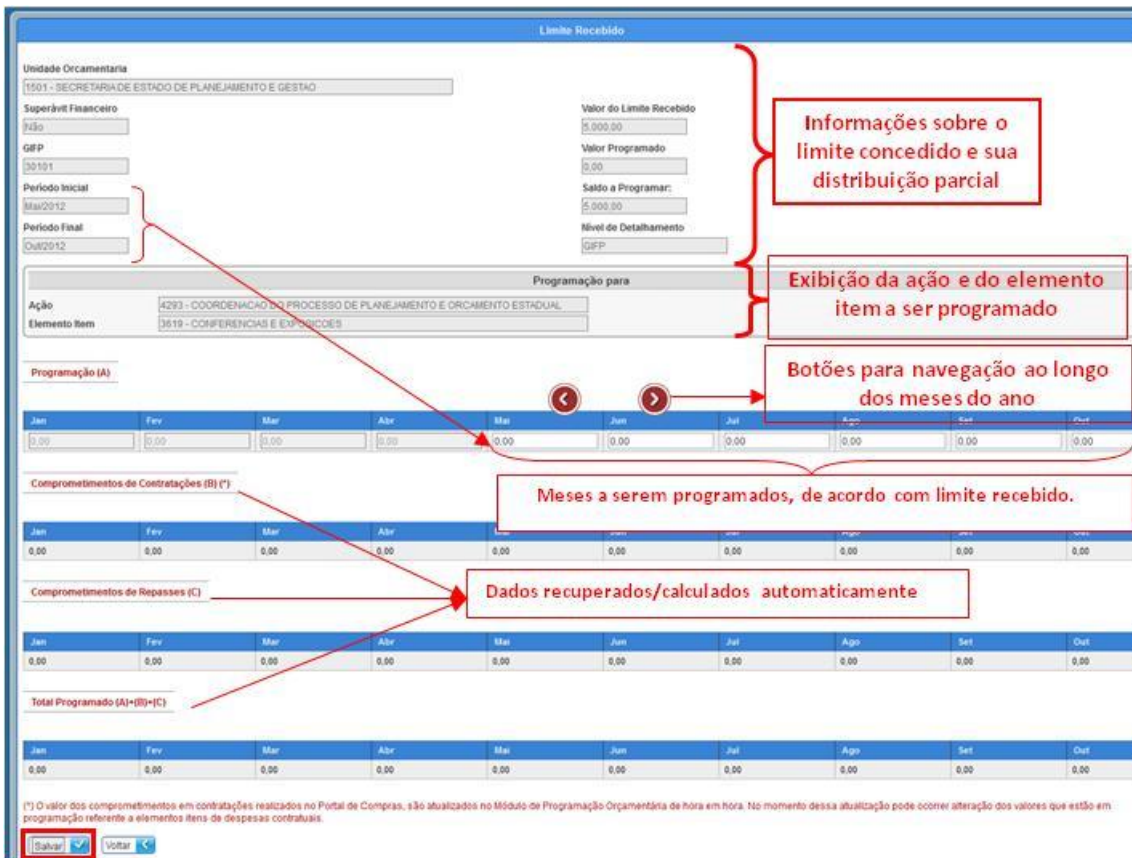 Limite Recebido
Unidade Orcamentaria
1501 - SECRETARIA DE ESTADO DE PLANEJAMENTO E GESTAO
Superávit Financeiro
Não
Valor do Limite Recebido
5.000,00
GIFP
30101
Valor Programado
0,00
Período Inicial
Mai/2012
Saldo a Programar:
5.000,00
Período Final
Out/2012
Nível de Detalhamento
GIFP
Informações sobre o
limite concedido e sua
distribuição parcial
Programação para
Ação
4293 - COORDENACAO DO PROCESSO DE PLANEJAMENTO E ORCAMENTO ESTADUAL
Elemento Item
3619 - CONFERENCIAS E EXPOSICOES
Exibição da ação e do elemento
item a ser programado
Programação (A)
Botões para navegação ao longo
dos meses do ano
Jan Fev Mar Abr Mai Jun Jul Ago Set Out
0,00 0,00 0,00 0,00 0,00 0,00 0,00 0,00 0,00 0,00
Comprometimentos de Contratações (B) (*)
Meses a serem programados, de acordo com limite recebido.
Jan Fev Mar Abr
0,00 0,00 0,00 0,00 0,00 0,00 0,00 0,00 0,00 0,00
Comprometimentos de Repasses (C)
Dados recuperados/calculados automaticamente
Jan Fev Mar Abr Mai Jun Jul Ago Set Out
0,00 0,00 0,00 0,00 0,00 0,00 0,00 0,00 0,00 0,00
Total Programado (A)+(B)+(C)
Jan Fev Mar Abr Mai Jun Jul Ago Set Out
0,00 0,00 0,00 0,00 0,00 0,00 0,00 0,00 0,00 0,00
(*) O valor dos comprometimentos em contratações realizados no Portal de Compras, são atualizados no Módulo de Programação Orçamentária de hora em hora. No momento dessa atualização pode ocorrer alteração dos valores que estão em
programação referente a elementos itens de despesas contratuais.
Salvar Voltar